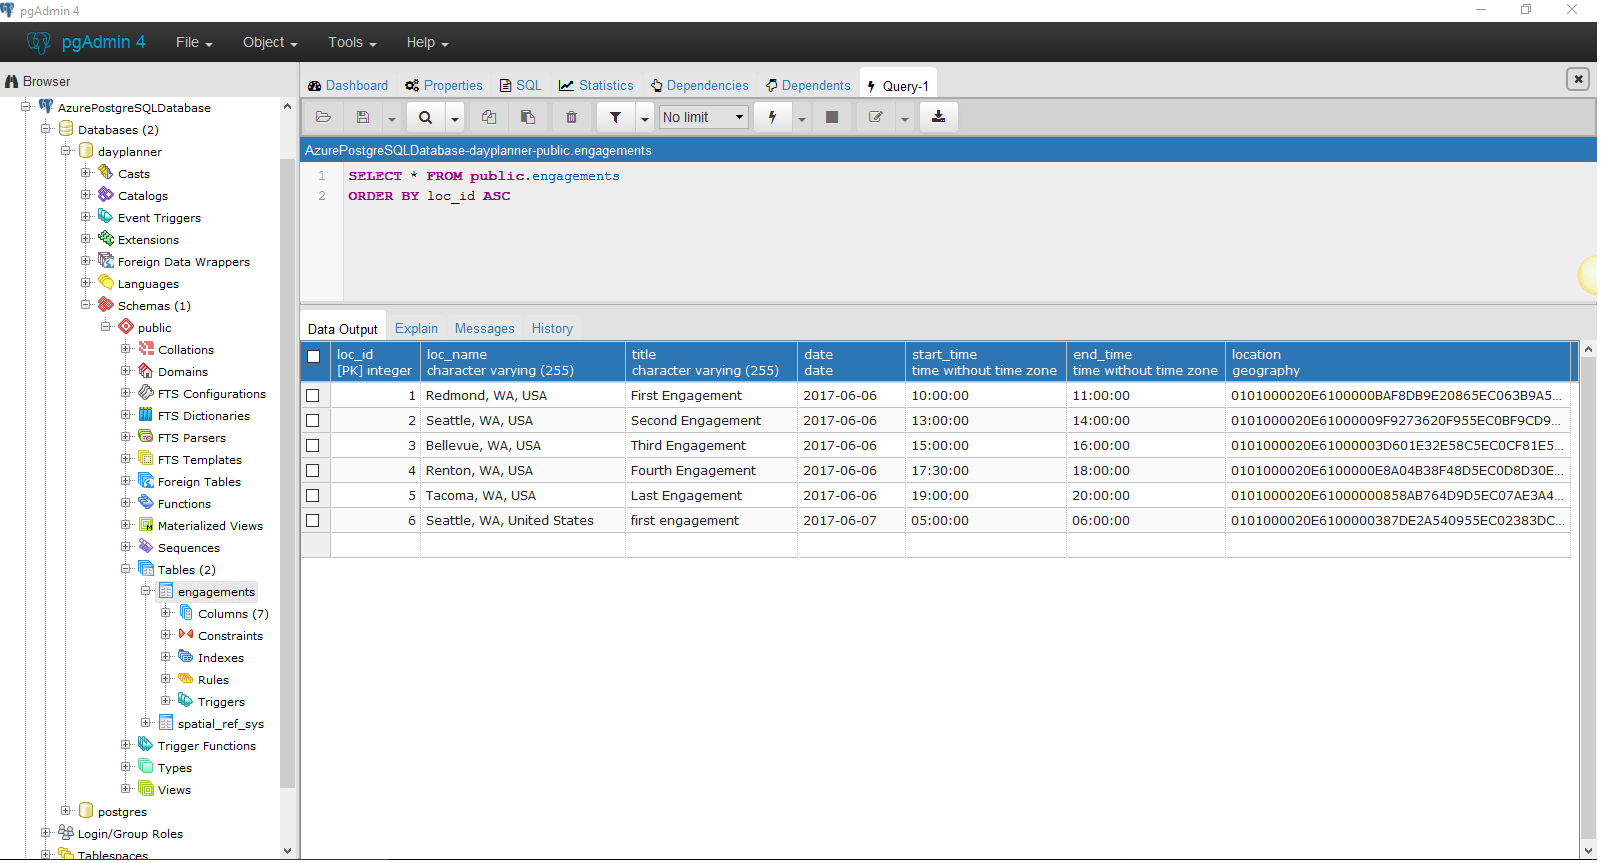 pgAdmin 4
pgAdmin 4 File Object Tools Help
Browser
AzurePostgreSQLDatabase
Databases (2)
dayplanner
Casts
Catalogs
Event Triggers
Extensions
Foreign Data Wrappers
Languages
Schemas (1)
public
Collations
Domains
FTS Configurations
FTS Dictionaries
FTS Parsers
FTS Templates
Foreign Tables
Functions
Materialized Views
Sequences
Tables (2)
engagements
Columns (7)
Constraints
Indexes
Rules
Triggers
spatial_ref_sys
Trigger Functions
Types
Views
postgres
Login/Group Roles
Tablespaces
Dashboard Properties SQL Statistics Dependencies Dependents Query-1
No limit
AzurePostgreSQLDatabase-dayplanner-public.engagements
1 SELECT * FROM public.engagements
2 ORDER BY loc_id ASC
Data Output Explain Messages History
loc_id loc_name title date start_time end_time location
[PK] integer character varying (255) character varying (255) date time without time zone time without time zone geography
1 Redmond, WA, USA First Engagement 2017-06-06 10:00:00 11:00:00 0101000020E6100000BAF8DB9E20865EC063B9A5...
2 Seattle, WA, USA Second Engagement 2017-06-06 13:00:00 14:00:00 0101000020E61000009F9273620F955EC0BF9CD9...
3 Bellevue, WA, USA Third Engagement 2017-06-06 15:00:00 16:00:00 0101000020E61000003D601E32E58C5EC0CF81E5...
4 Renton, WA, USA Fourth Engagement 2017-06-06 17:30:00 18:00:00 0101000020E6100000E8A04B38F48D5EC0D8D30E...
5 Tacoma, WA, USA Last Engagement 2017-06-06 19:00:00 20:00:00 0101000020E61000000858AB764D9D5EC07AE3A4...
6 Seattle, WA, United States first engagement 2017-06-07 05:00:00 06:00:00 0101000020E6100000387DE2A540955EC02383DC...